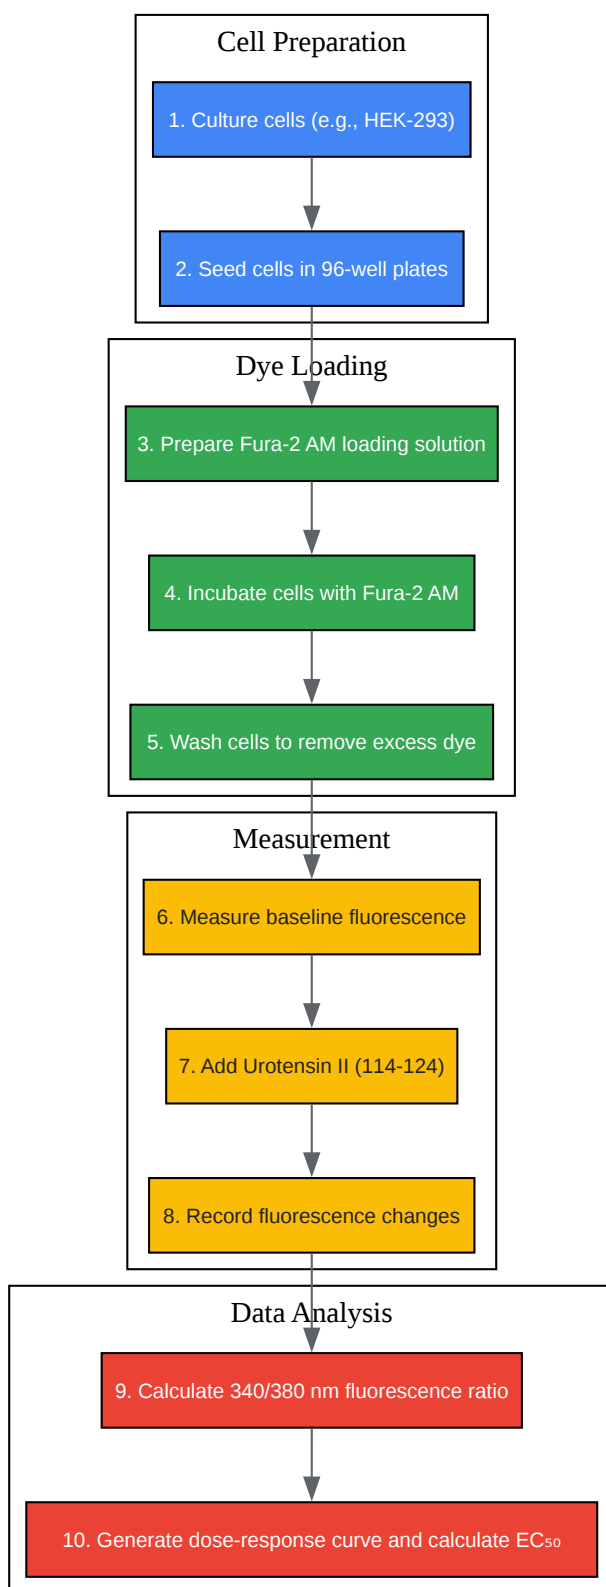 Cell Preparation
1. Culture cells (e.g., HEK-293)
2. Seed cells in 96-well plates
Dye Loading
3. Prepare Fura-2 AM loading solution
4. Incubate cells with Fura-2 AM
5. Wash cells to remove excess dye
Measurement
6. Measure baseline fluorescence
7. Add Urotensin II (114-124)
8. Record fluorescence changes
Data Analysis
9. Calculate 340/380 nm fluorescence ratio
10. Generate dose-response curve and calculate EC₅₀